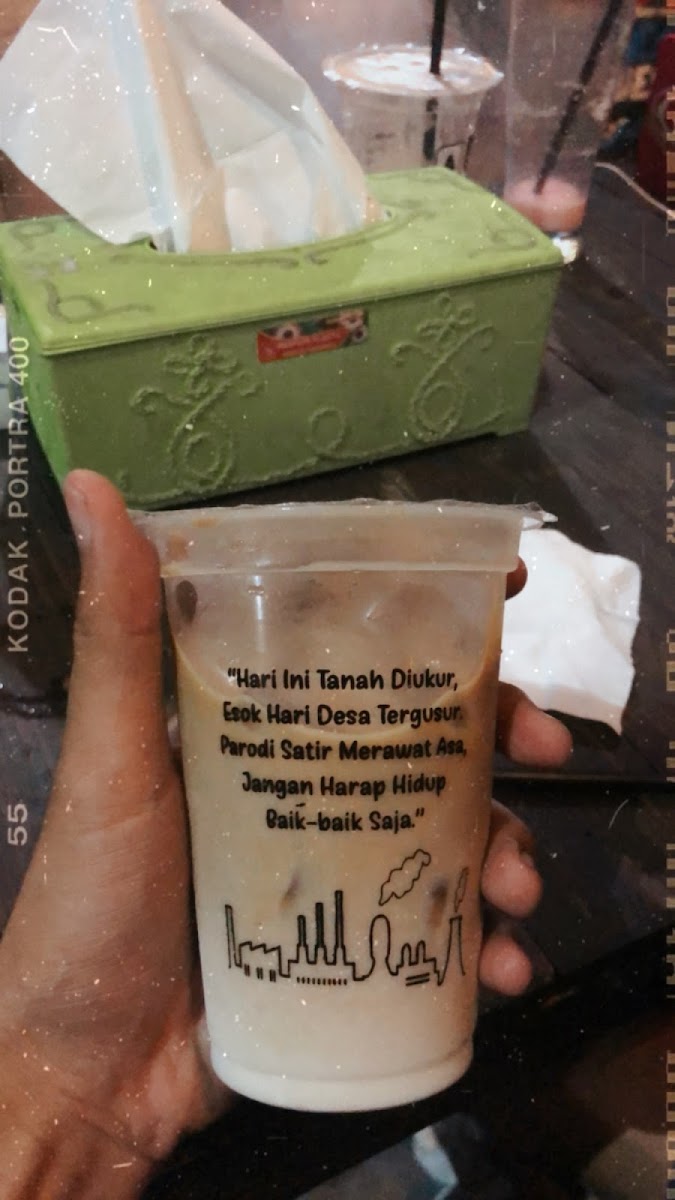 KODAK . PORTRA 400
55
“Hari Ini Tanah Diukur,
Esok Hari Desa Tergusur.
Parodi Satir Merawat Asa,
Jangan Harap Hidup
Baik-baik Saja.”